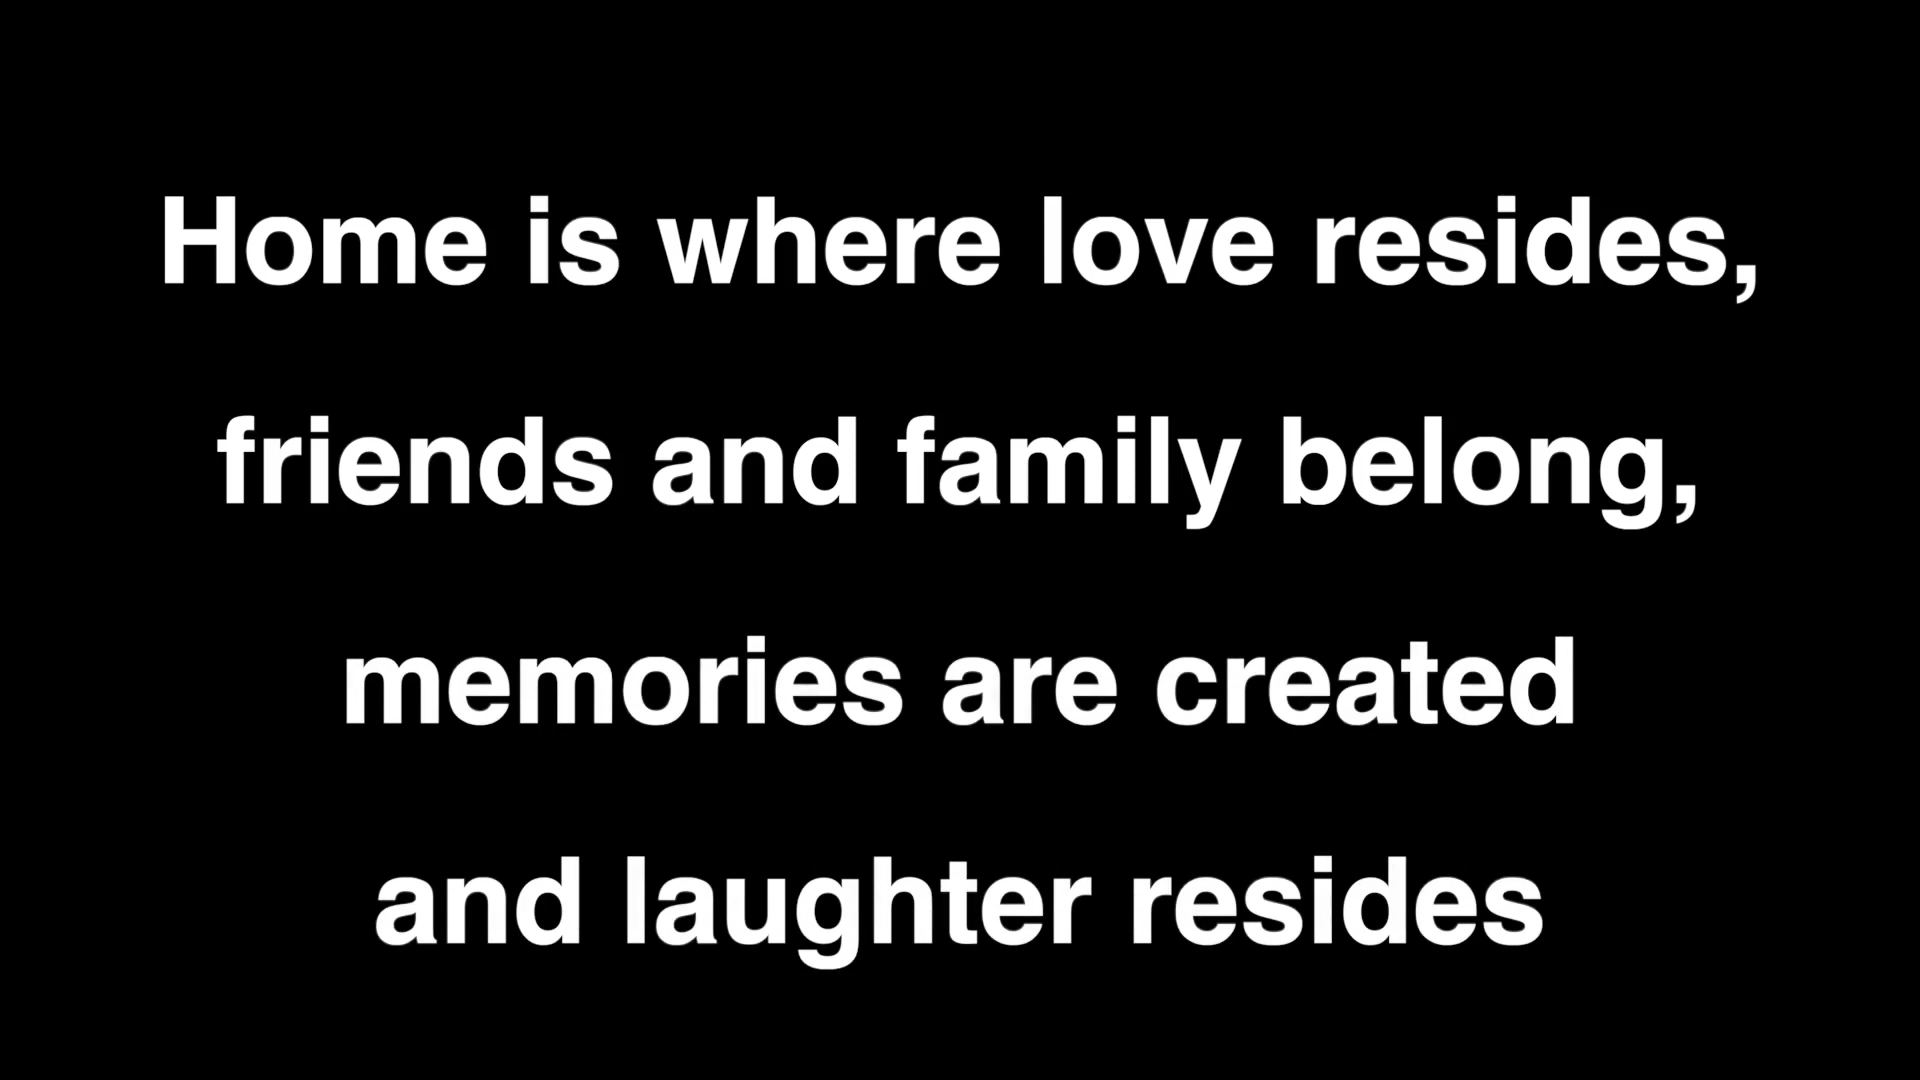 Home is where love resides,
friends and family belong,
memories are created
and laughter resides